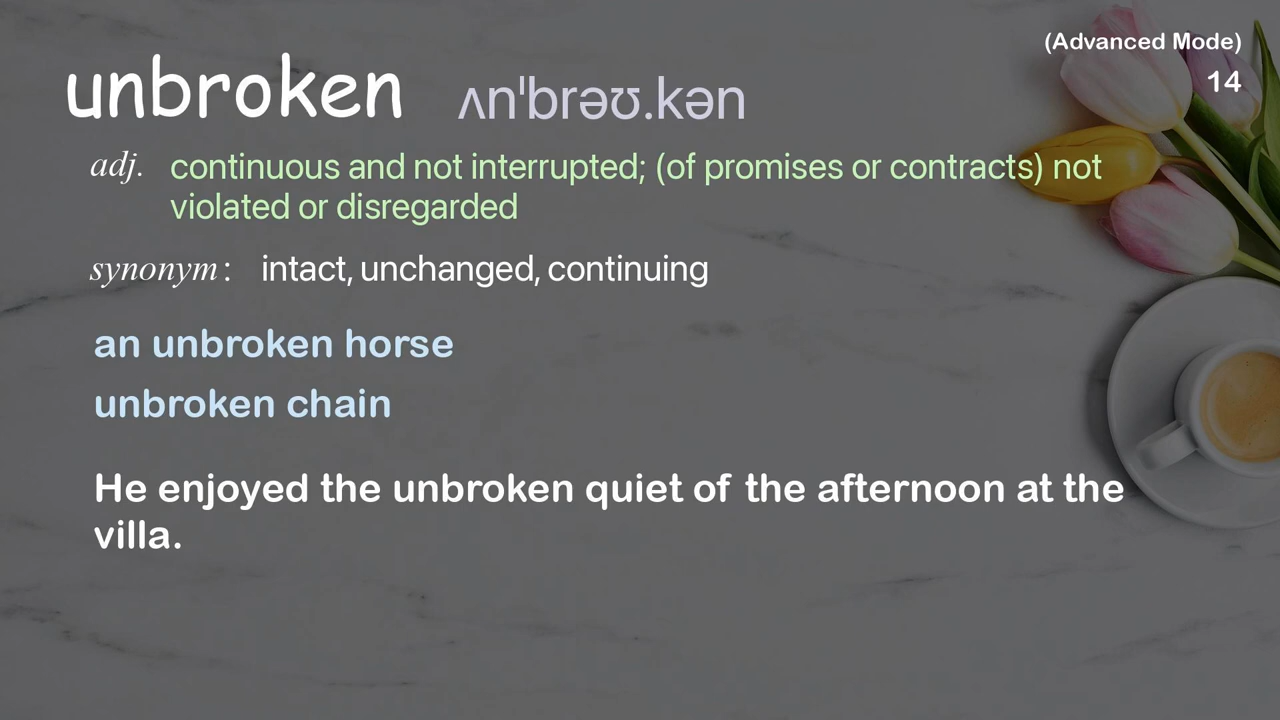 (Advanced Mode)
14
unbroken ʌnˈbrəʊ.kən
adj. continuous and not interrupted; (of promises or contracts) not
violated or disregarded
synonym: intact, unchanged, continuing
an unbroken horse
unbroken chain
He enjoyed the unbroken quiet of the afternoon at the
villa.